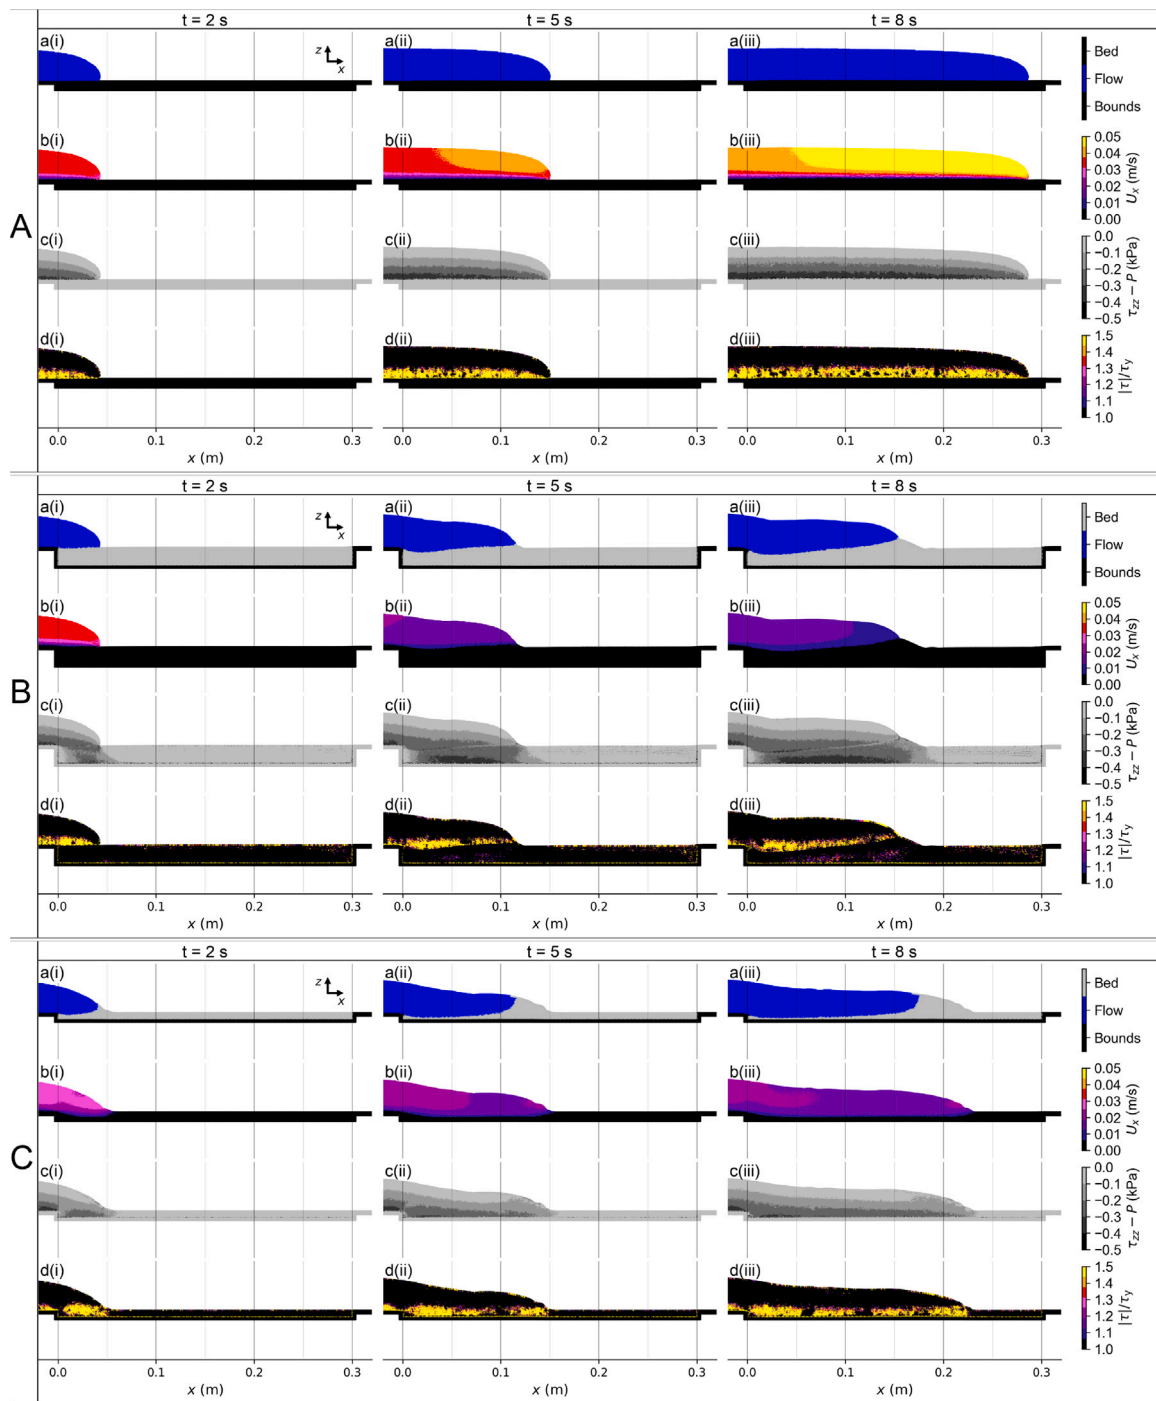 t = 2 s t = 5 s t = 8 s
a(i) a(ii) a(iii)
z
x
Bed
Flow
Bounds
b(i) b(ii) b(iii)
0.05
0.04
0.03
0.02
0.01
0.00
Uₓ (m/s)
A
c(i) c(ii) c(iii)
0.0
−0.1
−0.2
−0.3
−0.4
−0.5
τzz − P (kPa)
d(i) d(ii) d(iii)
1.5
1.4
1.3
1.2
1.1
1.0
|τ|/τy
0.0 0.1 0.2 0.3 0.0 0.1 0.2 0.3 0.0 0.1 0.2 0.3
x (m) x (m) x (m)
t = 2 s t = 5 s t = 8 s
a(i) a(ii) a(iii)
z
x
Bed
Flow
Bounds
b(i) b(ii) b(iii)
0.05
0.04
0.03
0.02
0.01
0.00
Uₓ (m/s)
B
c(i) c(ii) c(iii)
0.0
−0.1
−0.2
−0.3
−0.4
−0.5
τzz − P (kPa)
d(i) d(ii) d(iii)
1.5
1.4
1.3
1.2
1.1
1.0
|τ|/τy
0.0 0.1 0.2 0.3 0.0 0.1 0.2 0.3 0.0 0.1 0.2 0.3
x (m) x (m) x (m)
t = 2 s t = 5 s t = 8 s
a(i) a(ii) a(iii)
z
x
Bed
Flow
Bounds
b(i) b(ii) b(iii)
0.05
0.04
0.03
0.02
0.01
0.00
Uₓ (m/s)
C
c(i) c(ii) c(iii)
0.0
−0.1
−0.2
−0.3
−0.4
−0.5
τzz − P (kPa)
d(i) d(ii) d(iii)
1.5
1.4
1.3
1.2
1.1
1.0
|τ|/τy
0.0 0.1 0.2 0.3 0.0 0.1 0.2 0.3 0.0 0.1 0.2 0.3
x (m) x (m) x (m)